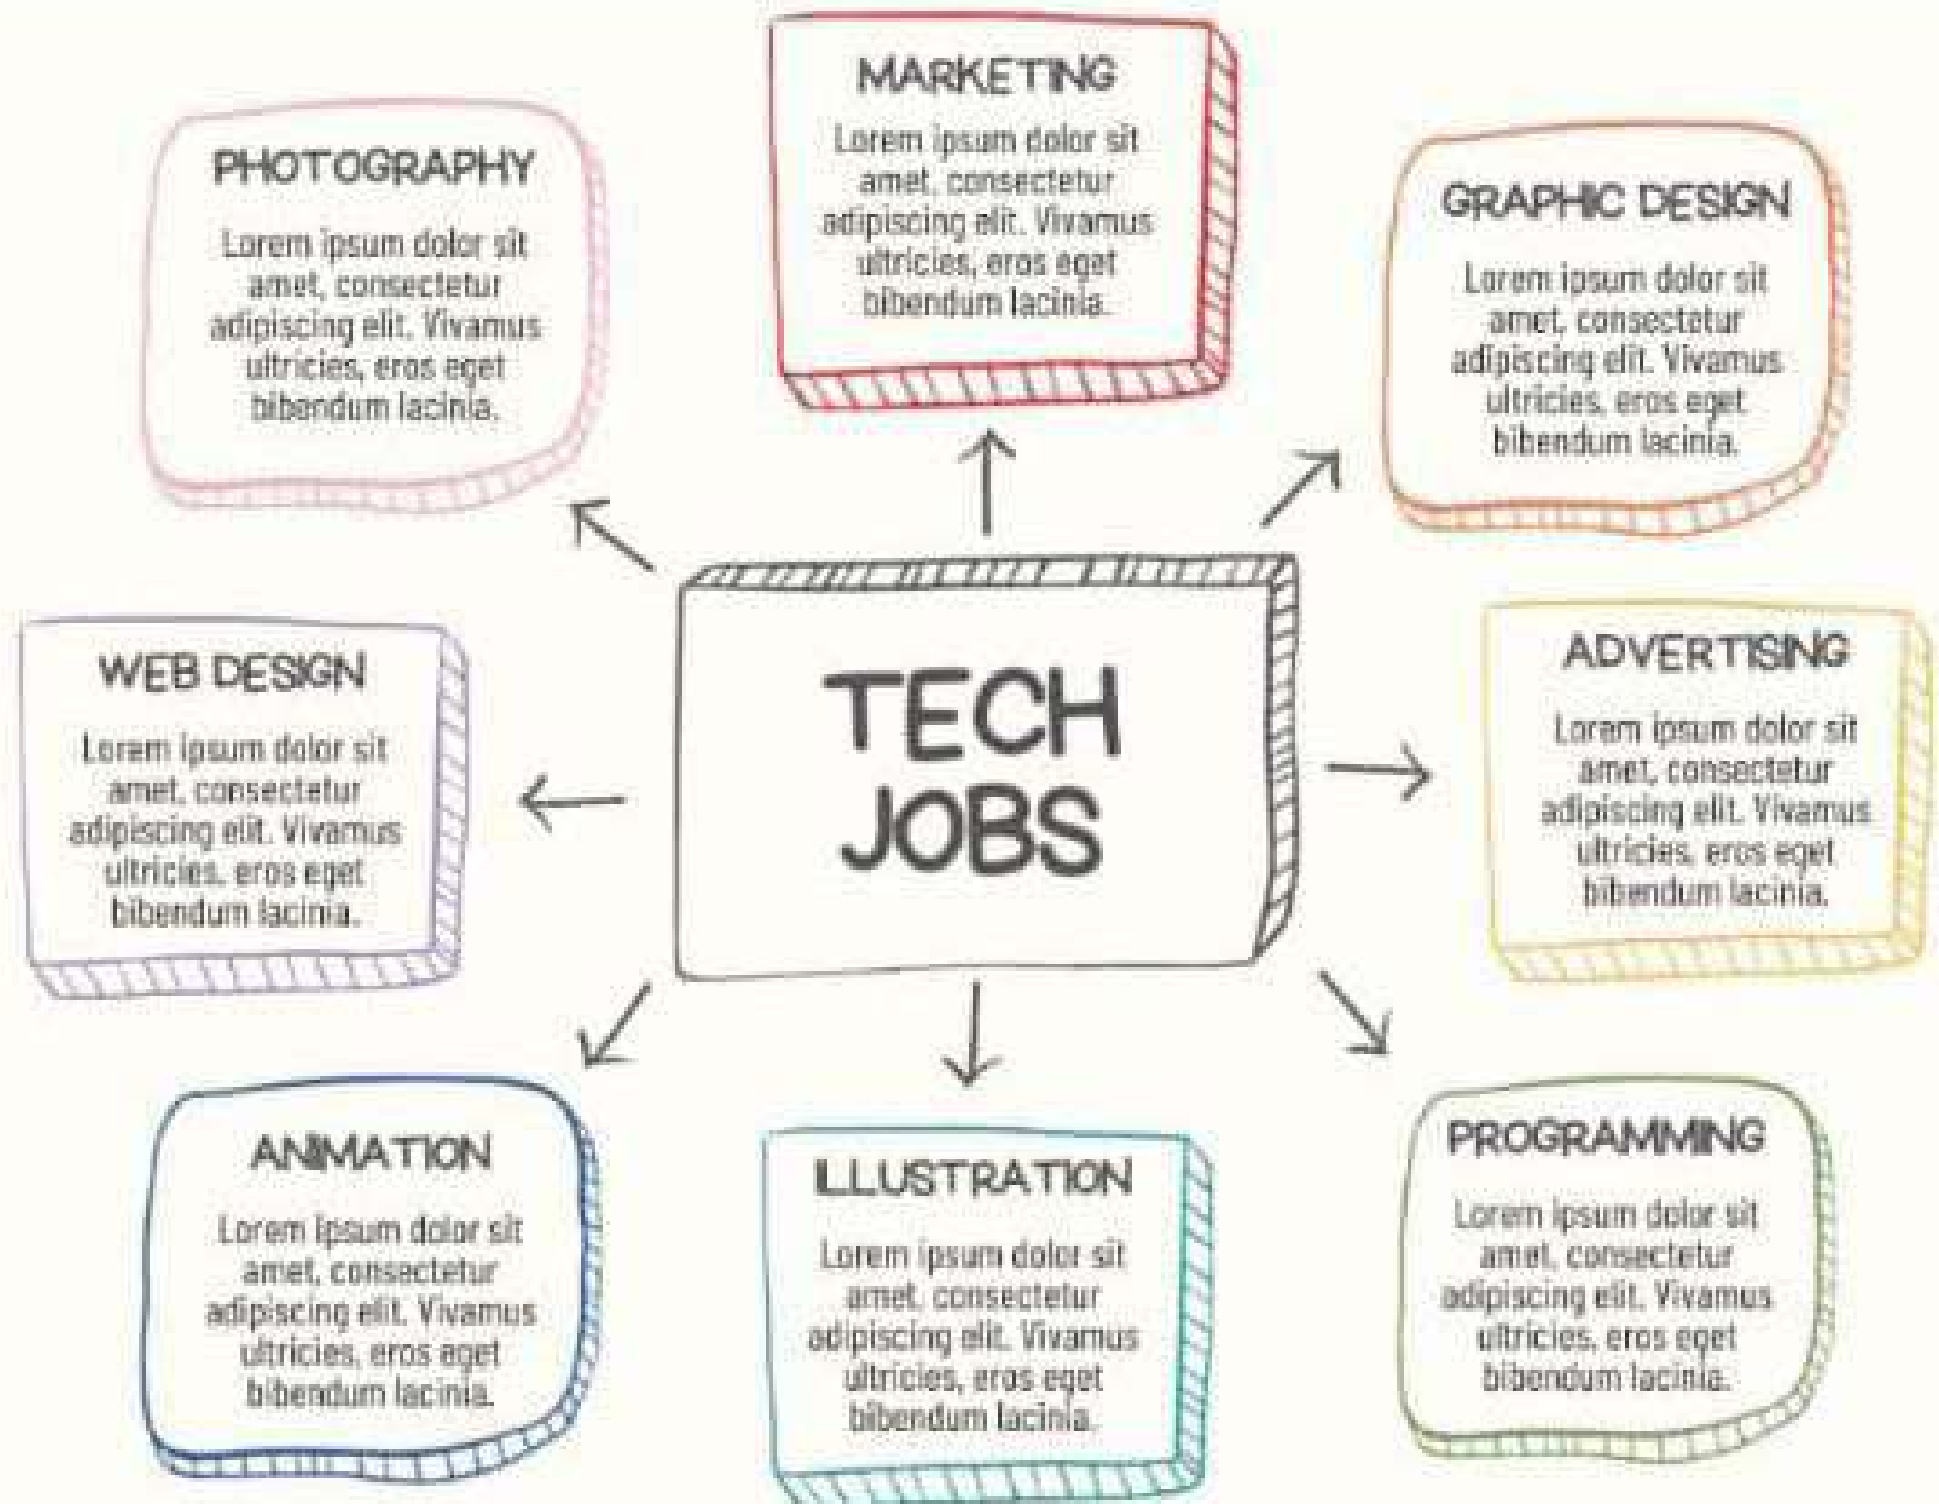 MARKETING
Lorem ipsum dolor sit
amet, consectetur
adipiscing elit. Vivamus
ultricies, eros eget
bibendum lacinia.
PHOTOGRAPHY
Lorem ipsum dolor sit
amet, consectetur
adipiscing elit. Vivamus
ultricies, eros eget
bibendum lacinia.
GRAPHIC DESIGN
Lorem ipsum dolor sit
amet, consectetur
adipiscing elit. Vivamus
ultricies, eros eget
bibendum lacinia.
WEB DESIGN
Lorem ipsum dolor sit
amet, consectetur
adipiscing elit. Vivamus
ultricies, eros eget
bibendum lacinia.
TECH
JOBS
ADVERTISING
Lorem ipsum dolor sit
amet, consectetur
adipiscing elit. Vivamus
ultricies, eros eget
bibendum lacinia.
ANIMATION
Lorem ipsum dolor sit
amet, consectetur
adipiscing elit. Vivamus
ultricies, eros eget
bibendum lacinia.
ILLUSTRATION
Lorem ipsum dolor sit
amet, consectetur
adipiscing elit. Vivamus
ultricies, eros eget
bibendum lacinia.
PROGRAMMING
Lorem ipsum dolor sit
amet, consectetur
adipiscing elit. Vivamus
ultricies, eros eget
bibendum lacinia.